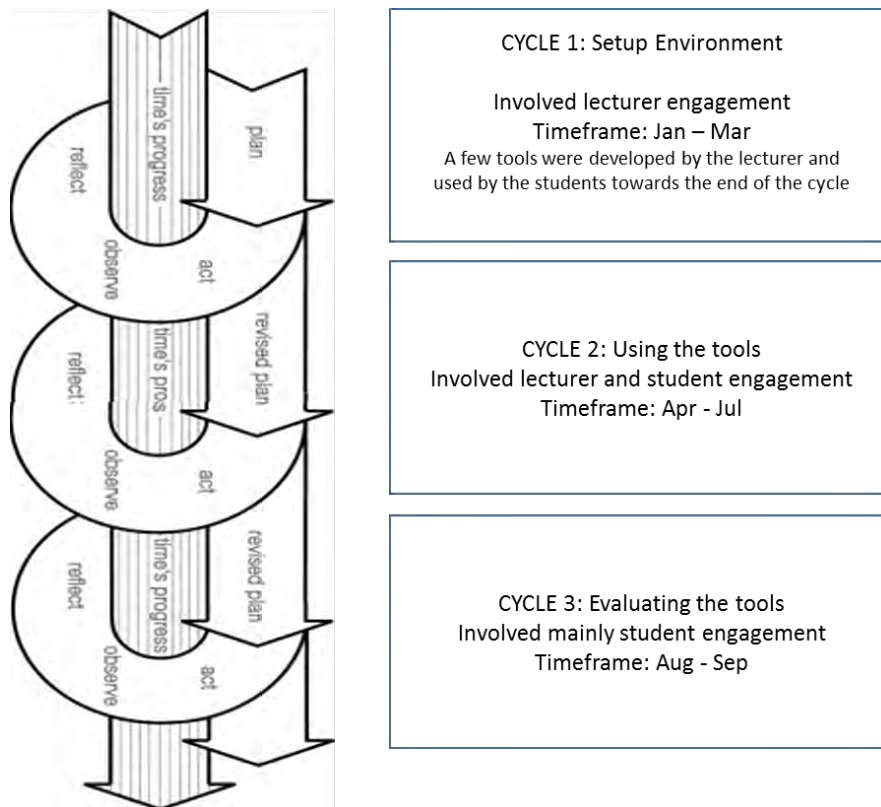 time's progress
plan
reflect
observe
act
time's pros
revised plan
reflect:
observe
act
time's progress
revised plan
reflect
observe
act
CYCLE 1: Setup Environment
Involved lecturer engagement
Timeframe: Jan – Mar
A few tools were developed by the lecturer and
used by the students towards the end of the cycle
CYCLE 2: Using the tools
Involved lecturer and student engagement
Timeframe: Apr - Jul
CYCLE 3: Evaluating the tools
Involved mainly student engagement
Timeframe: Aug - Sep